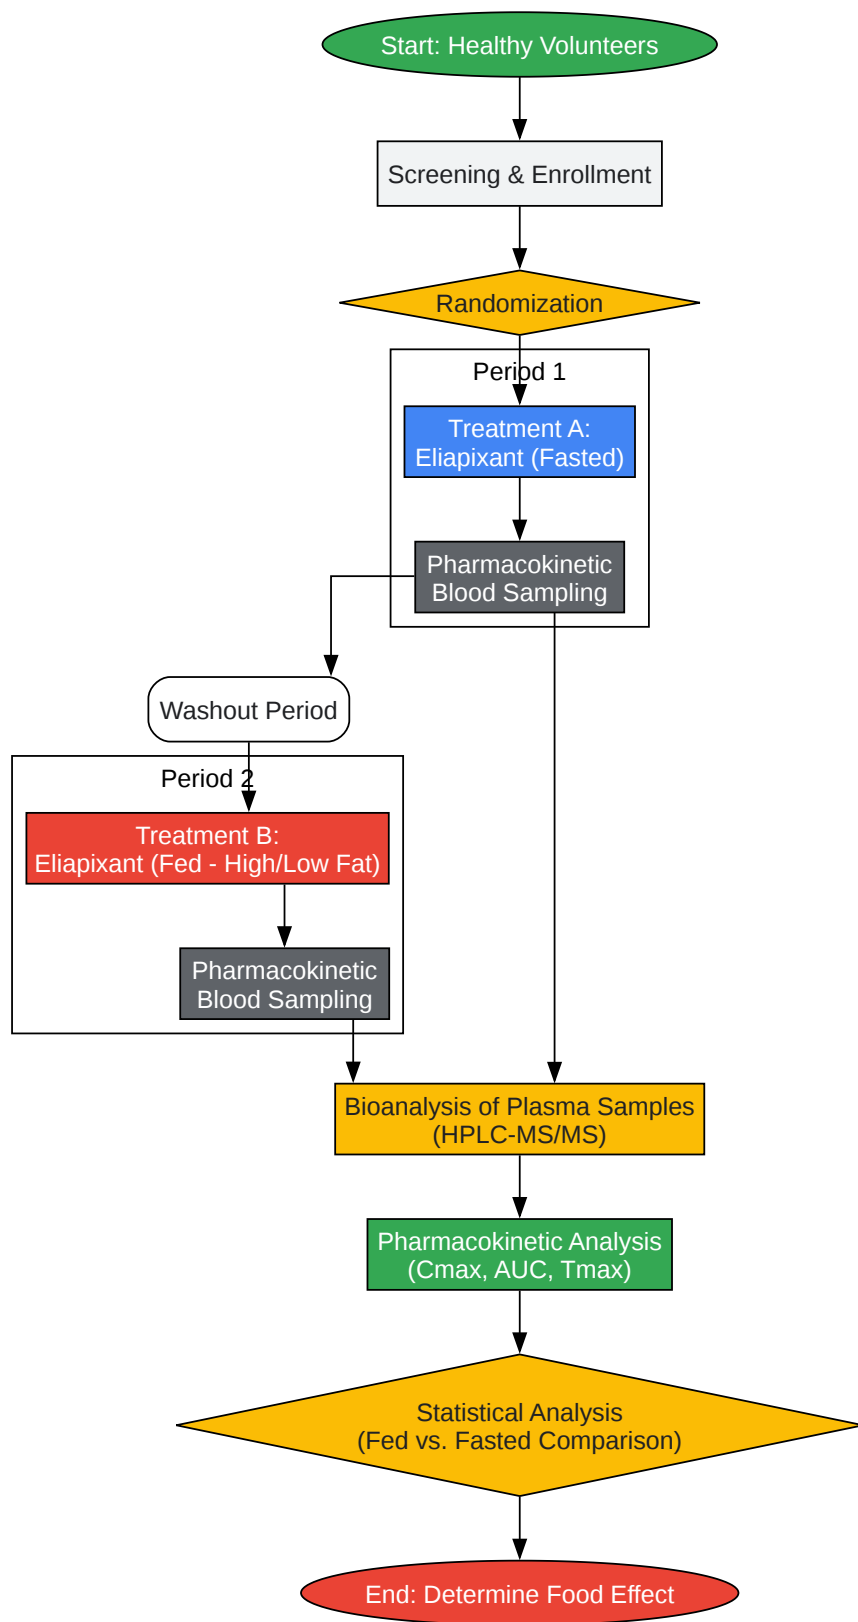 Start: Healthy Volunteers
Screening & Enrollment
Randomization
Period 1
Treatment A:
Eliapixant (Fasted)
Pharmacokinetic
Blood Sampling
Washout Period
Period 2
Treatment B:
Eliapixant (Fed - High/Low Fat)
Pharmacokinetic
Blood Sampling
Bioanalysis of Plasma Samples
(HPLC-MS/MS)
Pharmacokinetic Analysis
(Cmax, AUC, Tmax)
Statistical Analysis
(Fed vs. Fasted Comparison)
End: Determine Food Effect